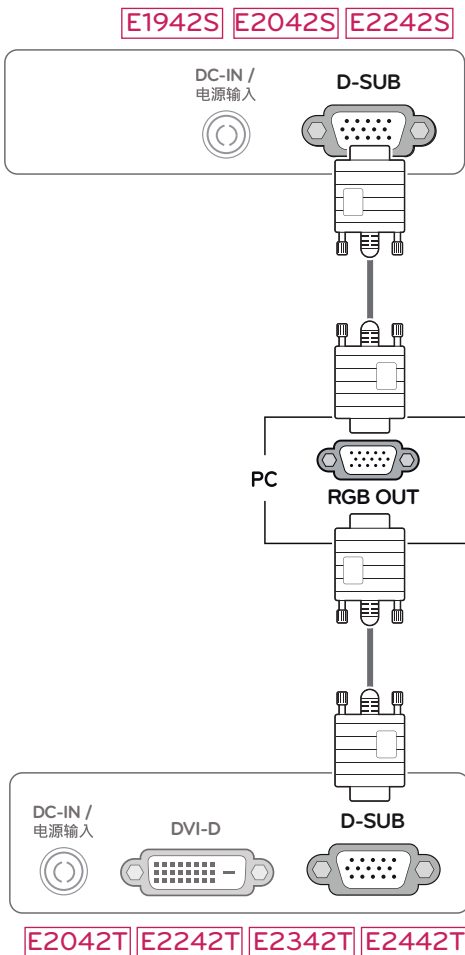 E1942S E2042S E2242S
DC-IN /
电源输入
D-SUB
PC
RGB OUT
DC-IN /
电源输入
DVI-D
D-SUB
E2042T E2242T E2342T E2442T